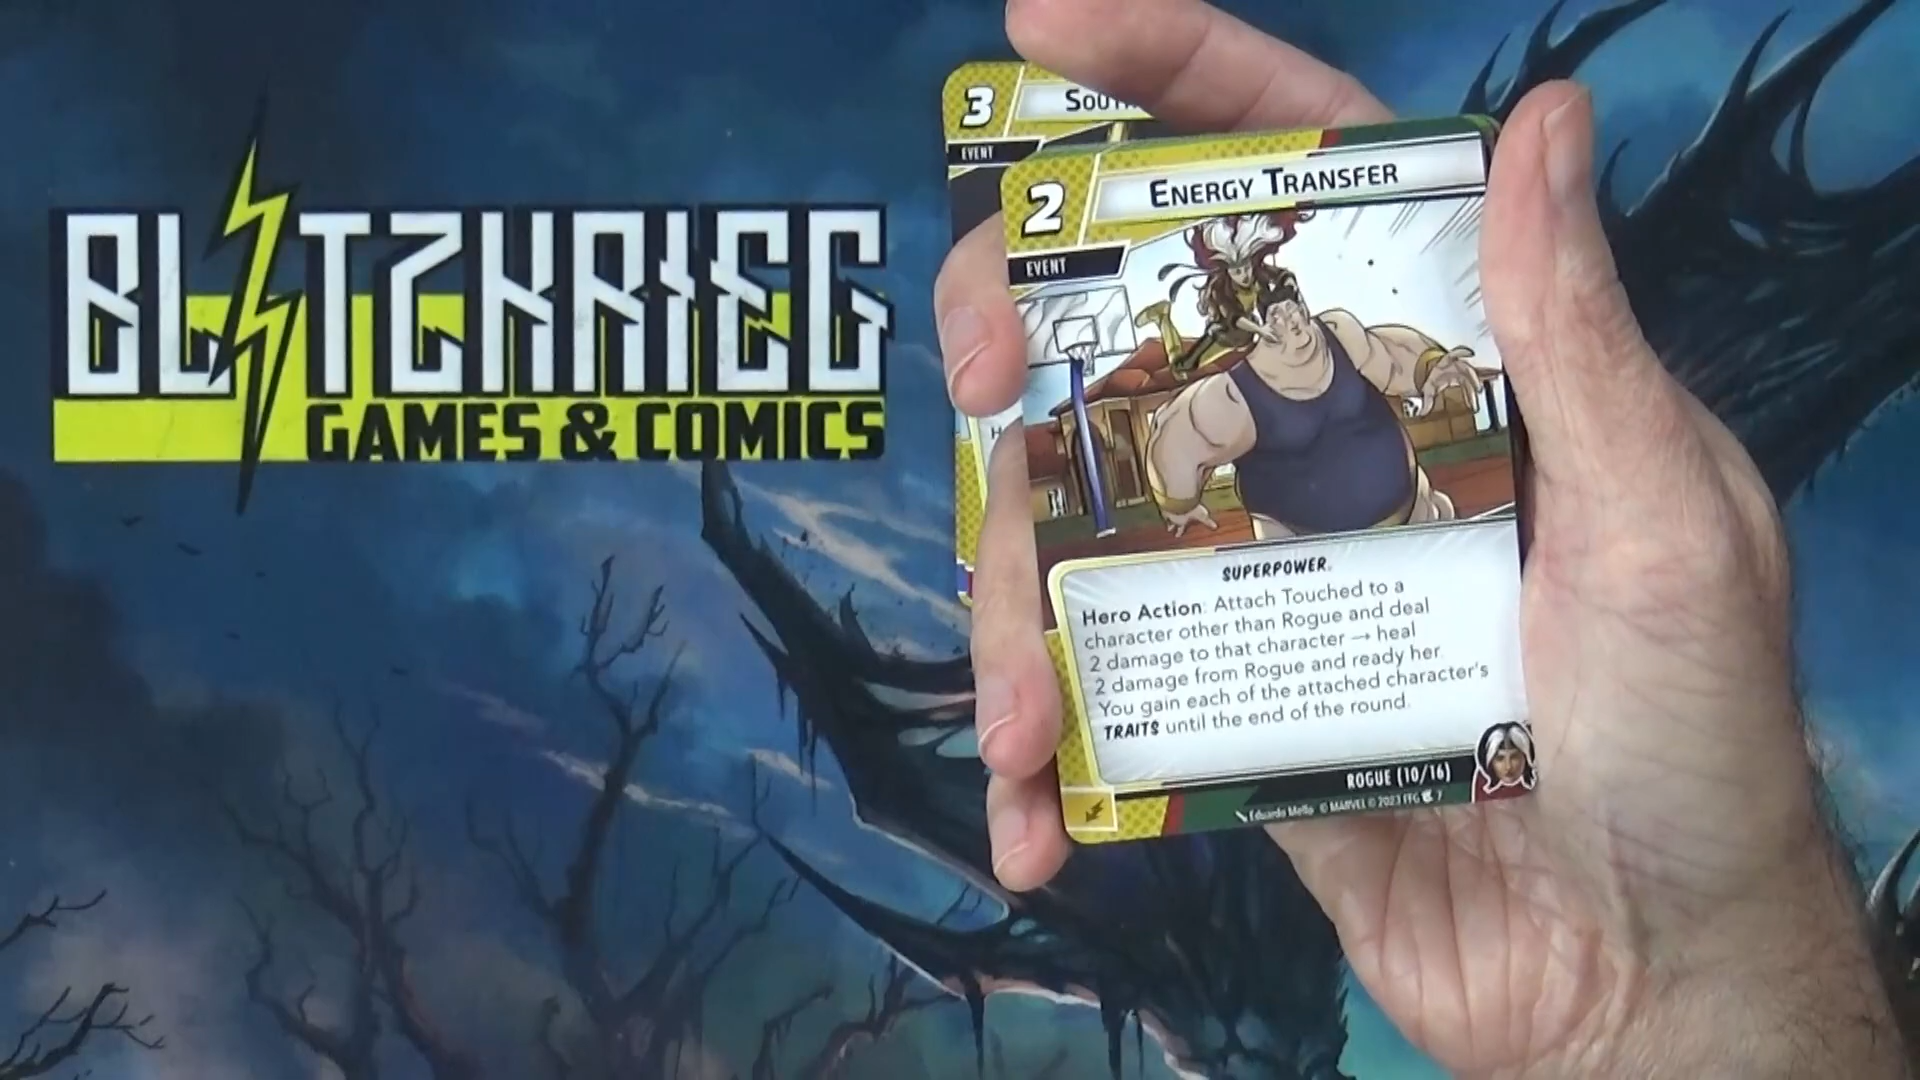 BLITZKRIEG
GAMES & COMICS
3
EVENT
2
ENERGY TRANSFER
EVENT
SUPERPOWER.
Hero Action: Attach Touched to a
character other than Rogue and deal
2 damage to that character → heal
2 damage from Rogue and ready her.
You gain each of the attached character's
TRAITS until the end of the round.
ROGUE (10/16)
Eduardo Mello © MARVEL © 2023 FFG 7